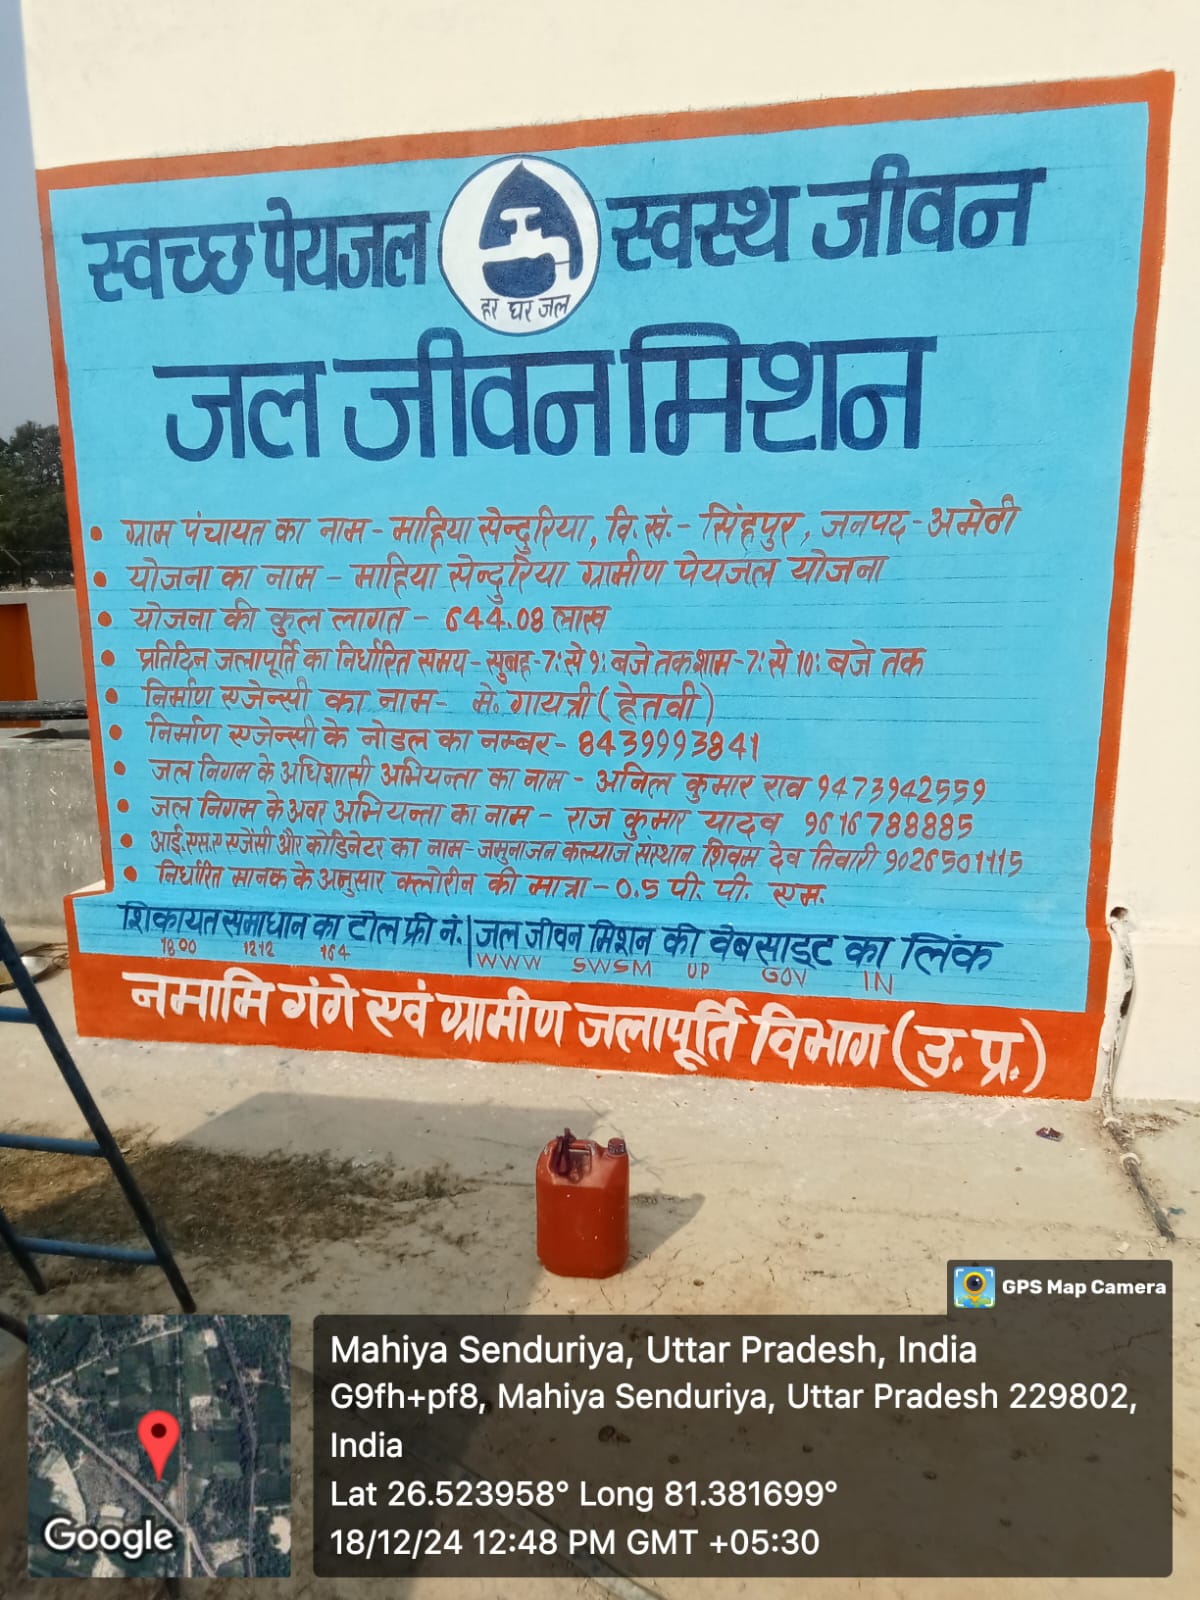 स्वच्छ पेयजल हर घर जल स्वस्थ जीवन
जल जीवन मिशन
• ग्राम पंचायत का नाम - माहिया सेन्दुरिया, वि. खं. - सिंहपुर, जनपद - अमेठी
• योजना का नाम - माहिया सेन्दुरिया ग्रामीण पेयजल योजना
• योजना की कुल लागत - 644.08 लाख
• प्रतिदिन जलापूर्ति का निर्धारित समय - सुबह - 7: से 9: बजे तक शाम - 7: से 10: बजे तक
• निर्माण एजेन्सी का नाम - मे. गायत्री (हेतवी)
• निर्माण एजेन्सी के नोडल का नम्बर - 8439993841
• जल निगम के अधिशासी अभियन्ता का नाम - अनिल कुमार राव 9473942559
• जल निगम के अवर अभियन्ता का नाम - राज कुमार यादव 9616788885
• आई.एस.ए एजेंसी और कोडिनेटर का नाम - जमुनाजन कल्याज संस्थान शिवम देव तिवारी 9026501115
• निर्धारित मानक के अनुसार क्लोरीन की मात्रा - 0.5 पी. पी. एम.
शिकायत समाधान का टोल फ्री नं. | जल जीवन मिशन की वेबसाइट का लिंक
1800 1212 164 WWW SWSM UP GOV IN
नमामि गंगे एवं ग्रामीण जलापूर्ति विभाग (उ. प्र.)
GPS Map Camera
Mahiya Senduriya, Uttar Pradesh, India
G9fh+pf8, Mahiya Senduriya, Uttar Pradesh 229802,
India
Lat 26.523958° Long 81.381699°
18/12/24 12:48 PM GMT +05:30
Google